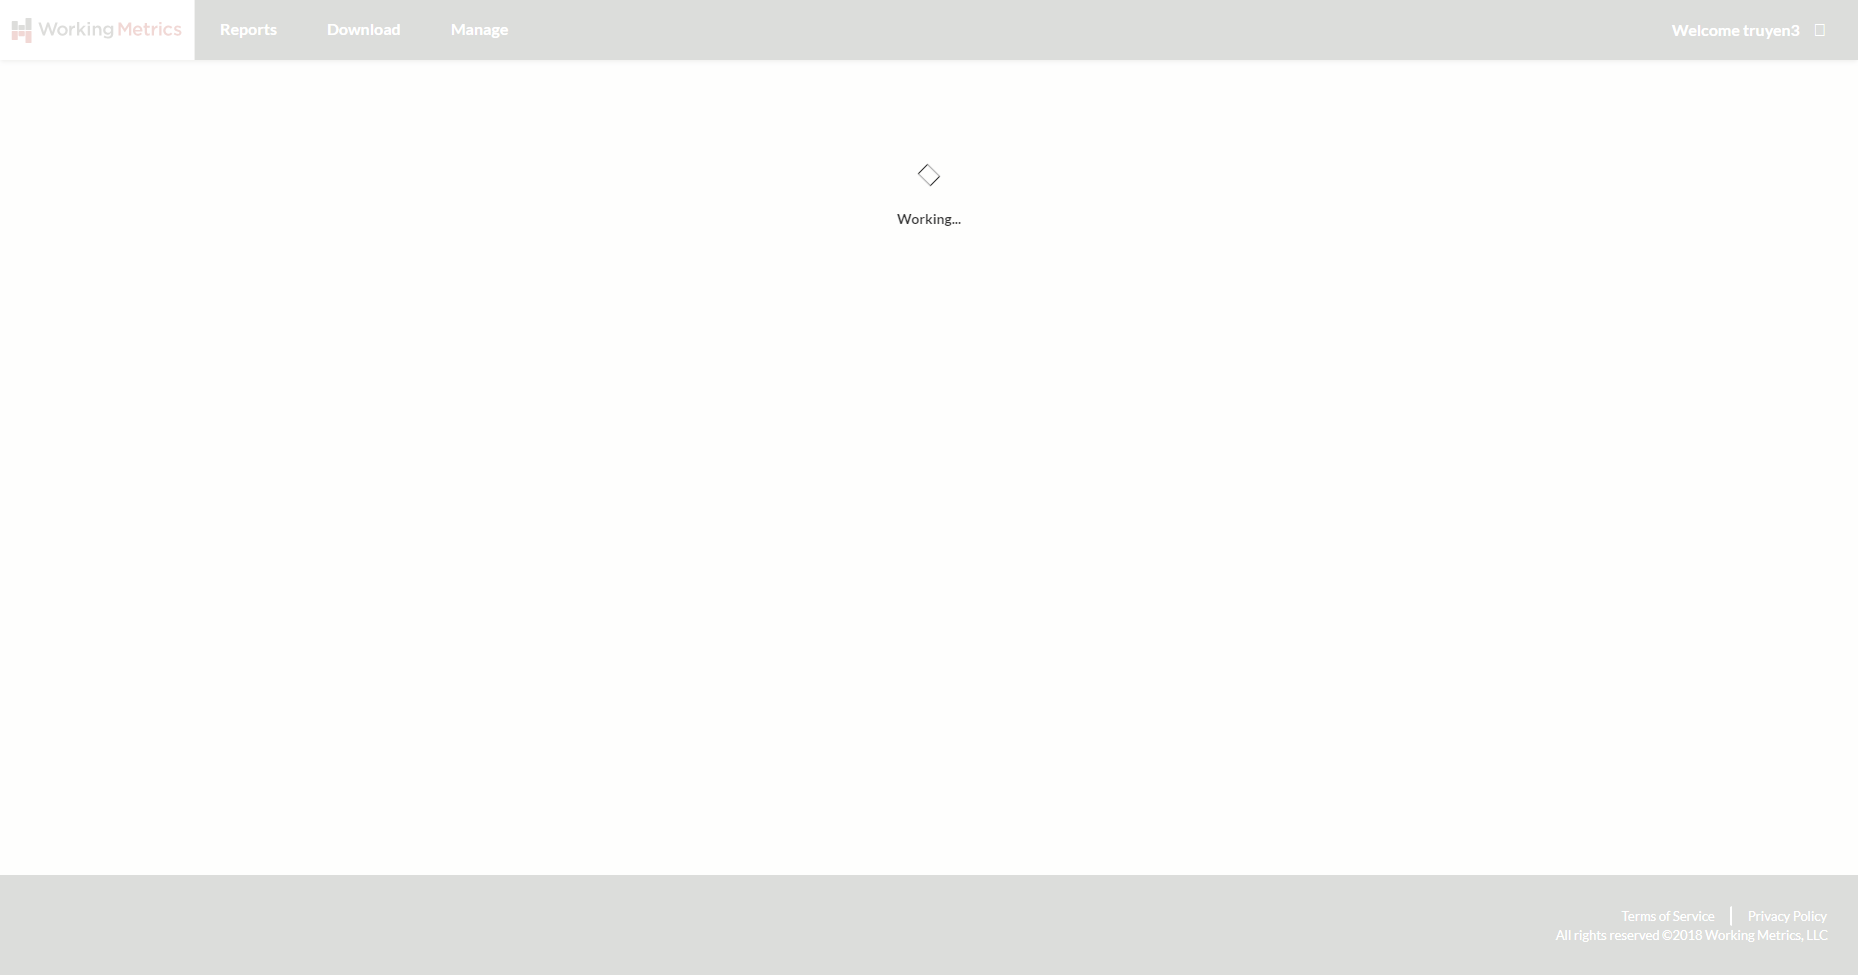 Working Metrics
Reports
Download
Manage
Welcome truyen3
Working...
Terms of Service
Privacy Policy
All rights reserved ©2018 Working Metrics, LLC